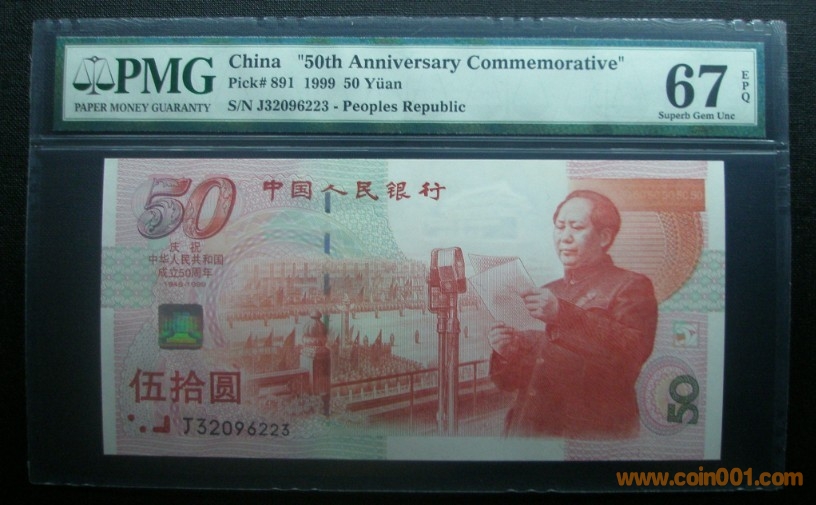 PMG
PAPER MONEY GUARANTY
China "50th Anniversary Commemorative"
Pick# 891 1999 50 Yüan
S/N J32096223 - Peoples Republic
67
EPQ
Superb Gem Unc
50
中国人民银行
庆祝
中华人民共和国
成立50周年
1949-1999
伍拾圆
J32096223
50
www.coin001.com